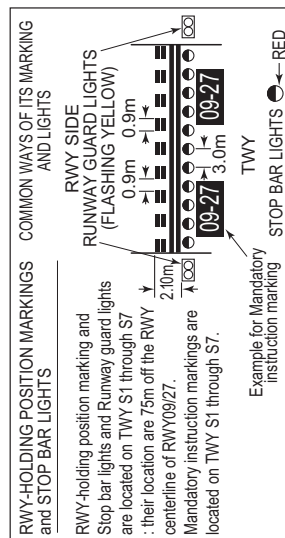 RWY-HOLDING POSITION MARKINGS
and STOP BAR LIGHTS
COMMON WAYS OF ITS MARKING
AND LIGHTS
RWY-holding position marking and
Stop bar lights and Runway guard lights
are located on TWY S1 through S7
: their location are 75m off the RWY
centerline of RWY09/27.
Mandatory instruction markings are
located on TWY S1 through S7.
RWY SIDE
RUNWAY GUARD LIGHTS
(FLASHING YELLOW)
0.9m
0.9m
2.10m
09-27
09-27
3.0m
TWY
Example for Mandatory
instruction marking
STOP BAR LIGHTS
RED